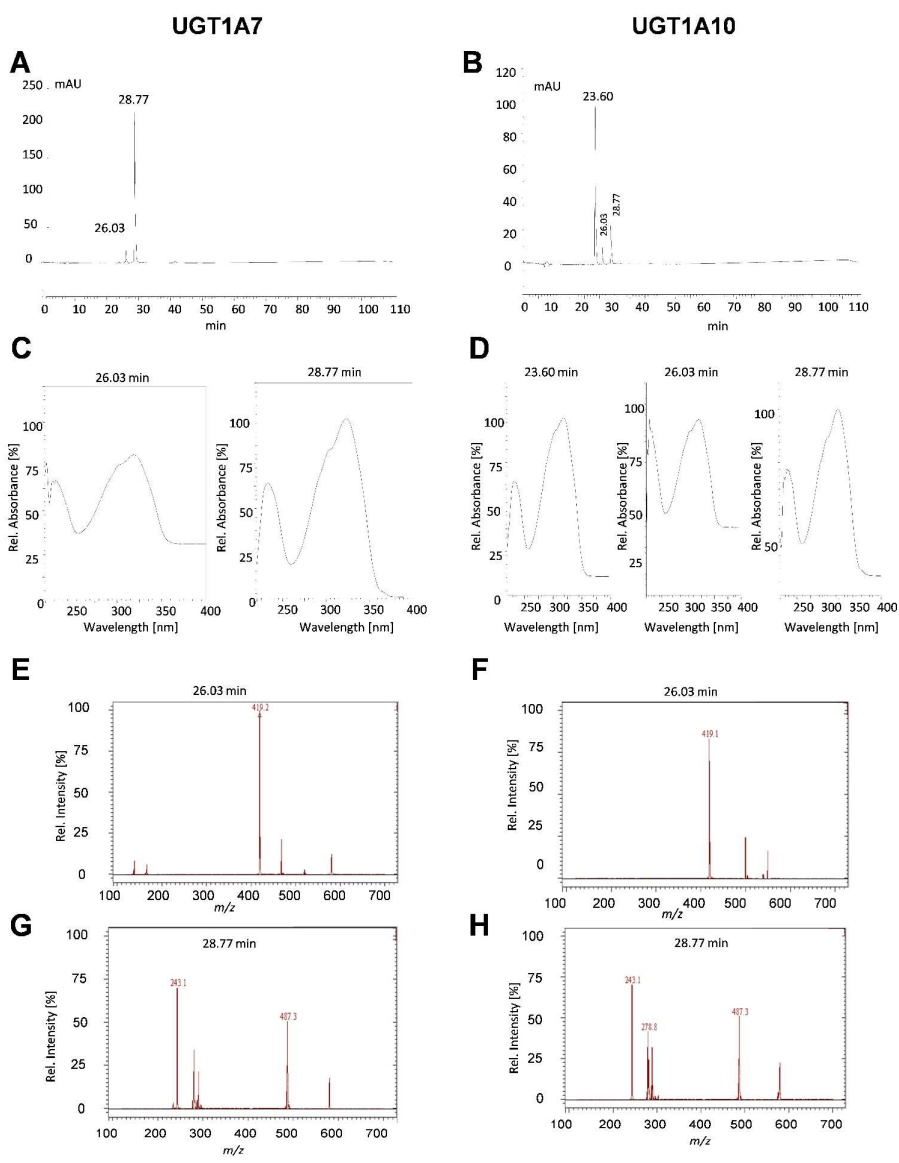 UGT1A7
UGT1A10
A
250
mAU
28.77
200
150
100
26.03
50
0
0 10 20 30 40 50 60 70 80 90 100 110
min
B
120
mAU
100
23.60
80
60
40
26.03
28.77
20
0
0 10 20 30 40 50 60 70 80 90 100 110
min
C
26.03 min
100
75
50
25
0
Rel. Absorbance [%]
250 300 350 400
Wavelength [nm]
28.77 min
100
75
50
25
0
Rel. Absorbance [%]
250 300 350 400
Wavelength [nm]
D
23.60 min
100
75
50
25
0
Rel. Absorbance [%]
250 300 350 400
Wavelength [nm]
26.03 min
100
75
50
25
0
Rel. Absorbance [%]
250 300 350 400
Wavelength [nm]
28.77 min
100
50
0
Rel. Absorbance [%]
250 300 350 400
Wavelength [nm]
E
26.03 min
100
75
50
25
0
Rel. Intensity [%]
419.2
100 200 300 400 500 600 700
m/z
F
26.03 min
100
75
50
25
0
Rel. Intensity [%]
419.1
100 200 300 400 500 600 700
m/z
G
28.77 min
100
75
50
25
0
Rel. Intensity [%]
243.1
487.3
100 200 300 400 500 600 700
m/z
H
28.77 min
100
75
50
25
0
Rel. Intensity [%]
243.1
278.8
487.3
100 200 300 400 500 600 700
m/z